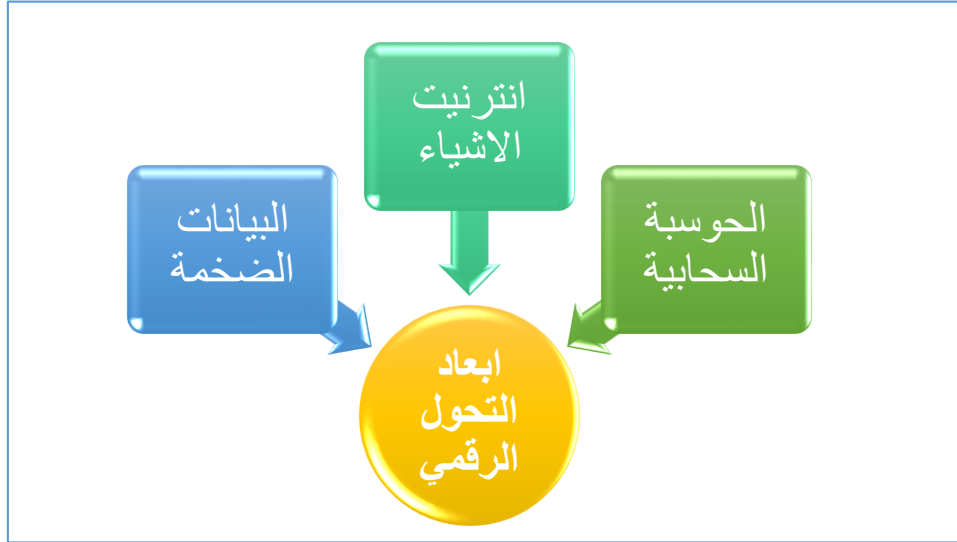 انترنيت
الاشياء
الحوسبة
السحابية
البيانات
الضخمة
ابعاد
التحول
الرقمي